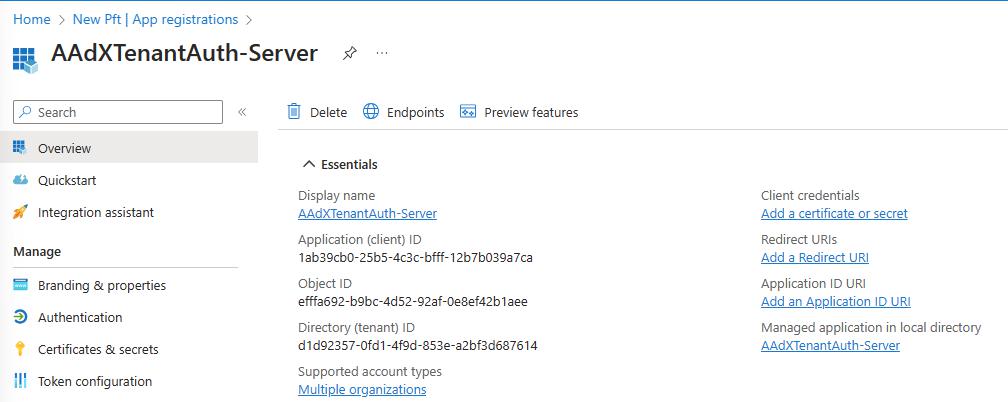 Home > New Pft | App registrations >
AAdXTenantAuth-Server ...
Search «
Overview
Quickstart
Integration assistant
Manage
Branding & properties
Authentication
Certificates & secrets
Token configuration
Delete Endpoints Preview features
Essentials
Display name
AAdXTenantAuth-Server
Application (client) ID
1ab39cb0-25b5-4c3c-bfff-12b7b039a7ca
Object ID
efffa692-b9bc-4d52-92af-0e8ef42b1aee
Directory (tenant) ID
d1d92357-0fd1-4f9d-853e-a2bf3d687614
Supported account types
Multiple organizations
Client credentials
Add a certificate or secret
Redirect URIs
Add a Redirect URI
Application ID URI
Add an Application ID URI
Managed application in local directory
AAdXTenantAuth-Server